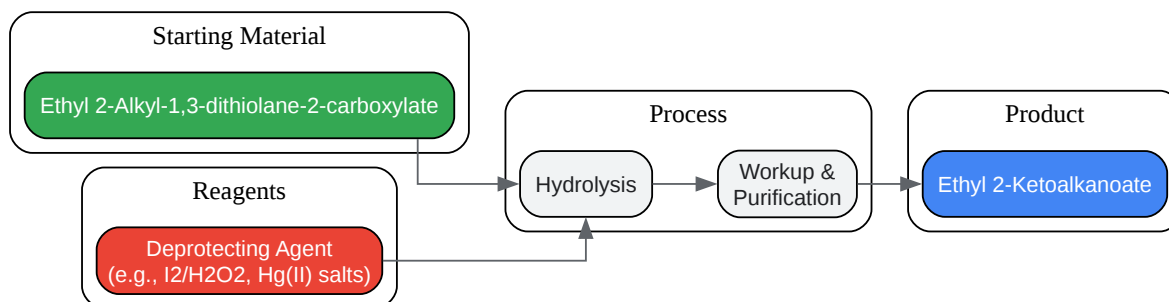 Starting Material
Ethyl 2-Alkyl-1,3-dithiolane-2-carboxylate
Reagents
Deprotecting Agent
(e.g., I2/H2O2, Hg(II) salts)
Process
Hydrolysis
Workup &
Purification
Product
Ethyl 2-Ketoalkanoate